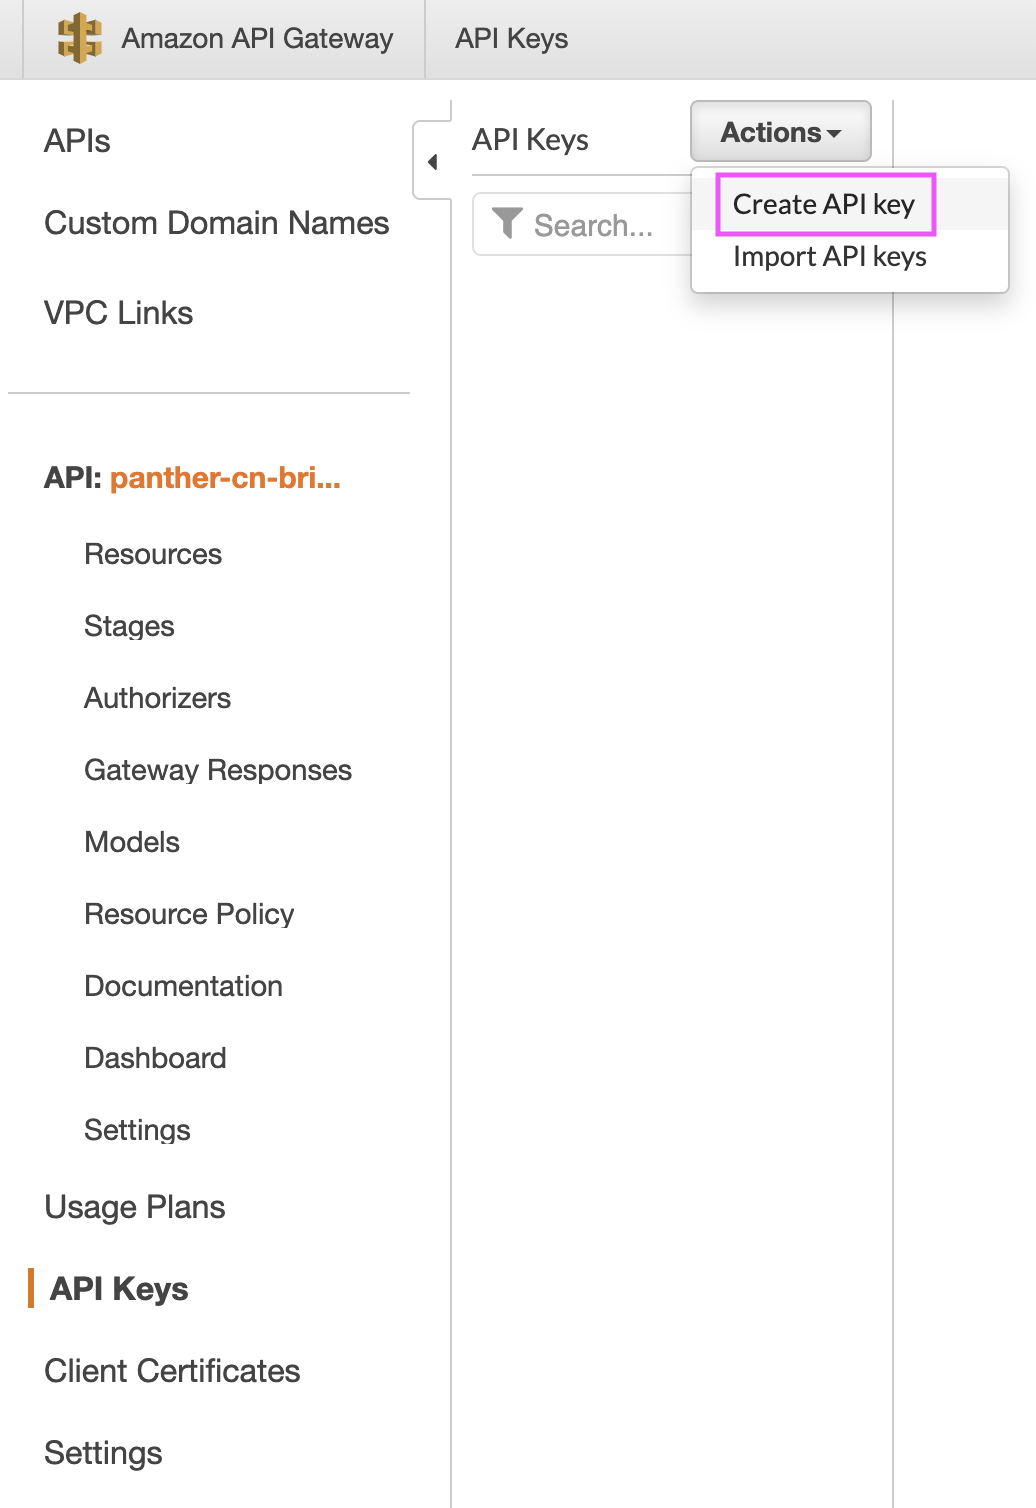 Amazon API Gateway
API Keys
APIs
Custom Domain Names
VPC Links
API: panther-cn-bri...
Resources
Stages
Authorizers
Gateway Responses
Models
Resource Policy
Documentation
Dashboard
Settings
Usage Plans
API Keys
Client Certificates
Settings
API Keys
Actions
Search...
Create API key
Import API keys